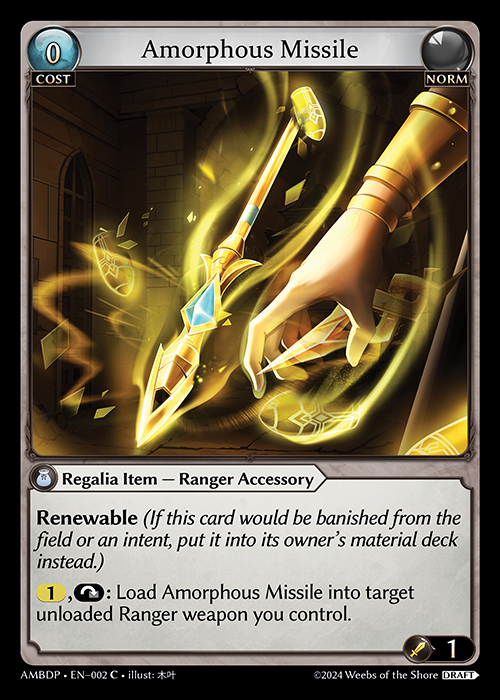 0
Amorphous Missile
COST
NORM
Regalia Item — Ranger Accessory
Renewable (If this card would be banished from the
field or an intent, put it into its owner's material deck
instead.)
1 , : Load Amorphous Missile into target
unloaded Ranger weapon you control.
1
AMBDP • EN–002 C • illust: 木叶
©2024 Weebs of the Shore DRAFT